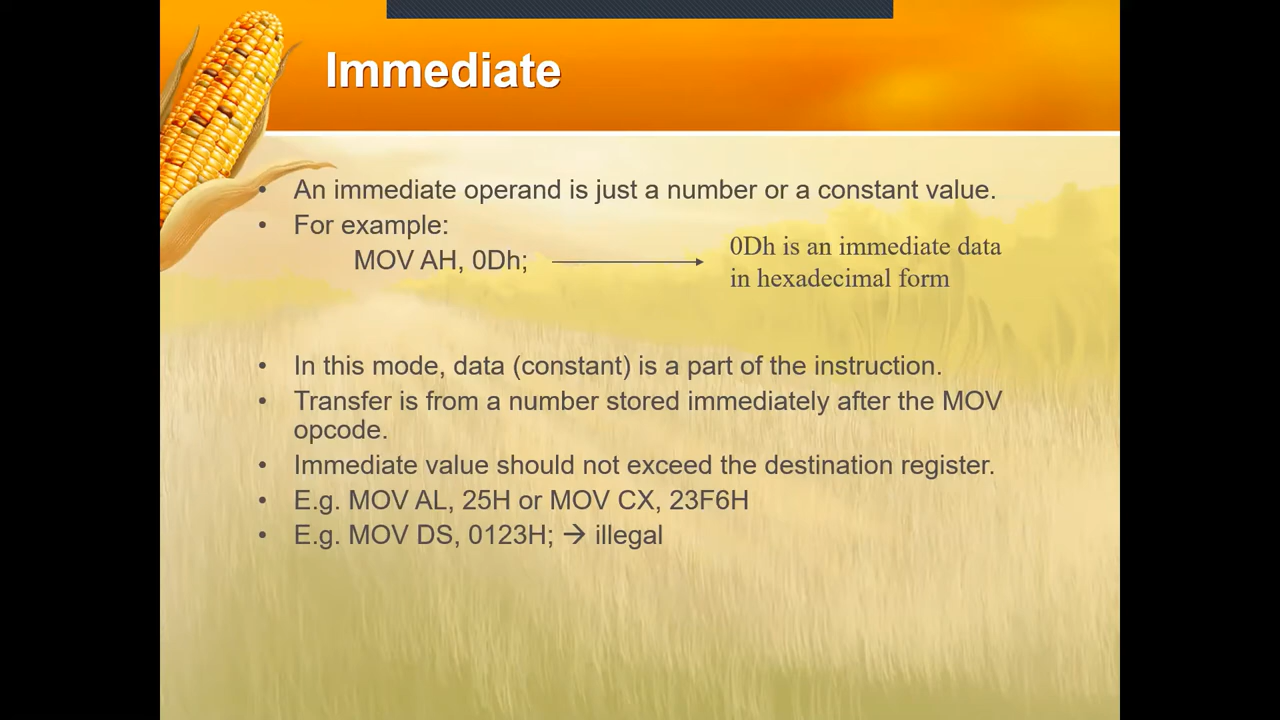 Immediate
• An immediate operand is just a number or a constant value.
• For example:
MOV AH, 0Dh;
0Dh is an immediate data
in hexadecimal form
• In this mode, data (constant) is a part of the instruction.
• Transfer is from a number stored immediately after the MOV
opcode.
• Immediate value should not exceed the destination register.
• E.g. MOV AL, 25H or MOV CX, 23F6H
• E.g. MOV DS, 0123H; → illegal